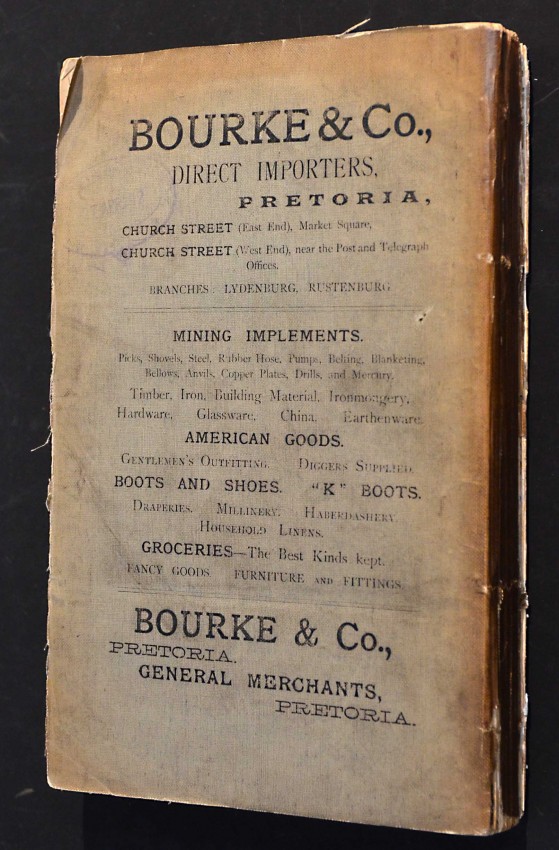 BOURKE & Co.,
DIRECT IMPORTERS,
PRETORIA,
CHURCH STREET (East End), Market Square,
CHURCH STREET (West End), near the Post and Telegraph
Offices.
BRANCHES: LYDENBURG, RUSTENBURG
MINING IMPLEMENTS.
Picks, Shovels, Steel, Rubber Hose, Pumps, Belting, Blanketing,
Bellows, Anvils, Copper Plates, Drills, and Mercury.
Timber, Iron, Building Material, Ironmongery,
Hardware, Glassware, China, Earthenware.
AMERICAN GOODS.
GENTLEMEN'S OUTFITTING. DIGGERS SUPPLIED.
BOOTS AND SHOES. "K" BOOTS.
DRAPERIES. MILLINERY. HABERDASHERY.
HOUSEHOLD LINENS.
GROCERIES—The Best Kinds kept.
FANCY GOODS FURNITURE AND FITTINGS
BOURKE & Co.,
PRETORIA.
GENERAL MERCHANTS,
PRETORIA.